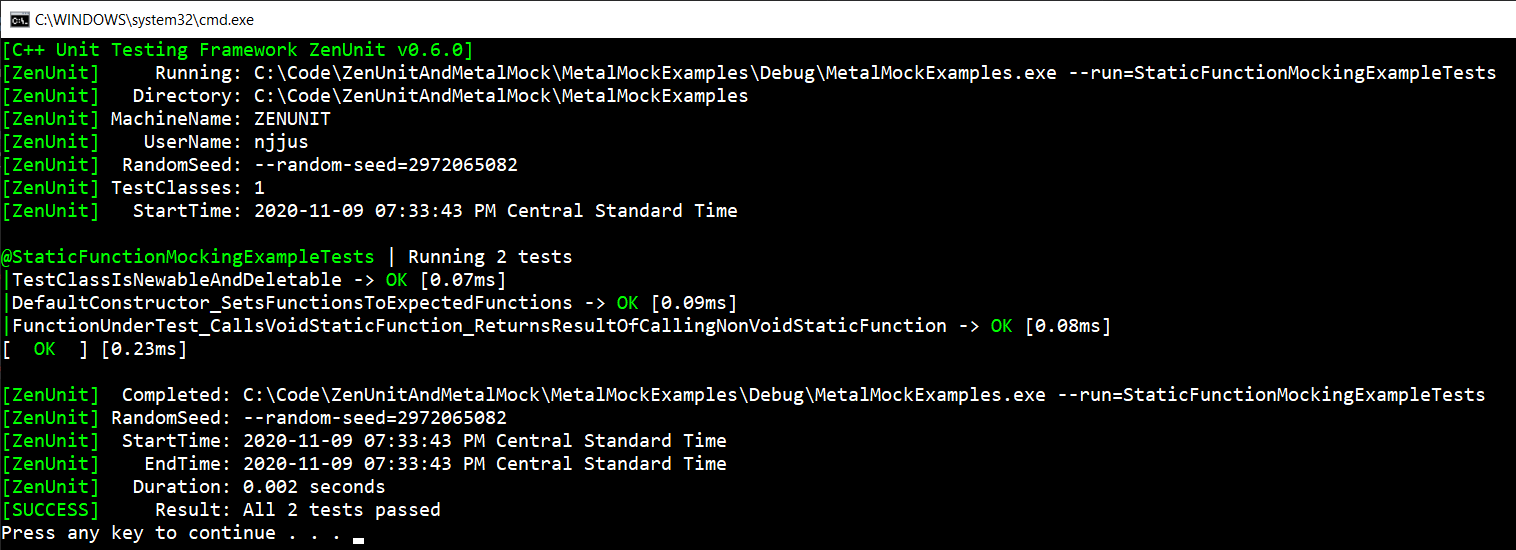 C:\WINDOWS\system32\cmd.exe
[C++ Unit Testing Framework ZenUnit v0.6.0]
[ZenUnit]     Running: C:\Code\ZenUnitAndMetalMock\MetalMockExamples\Debug\MetalMockExamples.exe --run=StaticFunctionMockingExampleTests
[ZenUnit]   Directory: C:\Code\ZenUnitAndMetalMock\MetalMockExamples
[ZenUnit] MachineName: ZENUNIT
[ZenUnit]    UserName: njjus
[ZenUnit]  RandomSeed: --random-seed=2972065082
[ZenUnit] TestClasses: 1
[ZenUnit]   StartTime: 2020-11-09 07:33:43 PM Central Standard Time
@StaticFunctionMockingExampleTests | Running 2 tests
|TestClassIsNewableAndDeletable -> OK [0.07ms]
|DefaultConstructor_SetsFunctionsToExpectedFunctions -> OK [0.09ms]
|FunctionUnderTest_CallsVoidStaticFunction_ReturnsResultOfCallingNonVoidStaticFunction -> OK [0.08ms]
[  OK  ] [0.23ms]
[ZenUnit]  Completed: C:\Code\ZenUnitAndMetalMock\MetalMockExamples\Debug\MetalMockExamples.exe --run=StaticFunctionMockingExampleTests
[ZenUnit] RandomSeed: --random-seed=2972065082
[ZenUnit]  StartTime: 2020-11-09 07:33:43 PM Central Standard Time
[ZenUnit]    EndTime: 2020-11-09 07:33:43 PM Central Standard Time
[ZenUnit]   Duration: 0.002 seconds
[SUCCESS]     Result: All 2 tests passed
Press any key to continue . . .